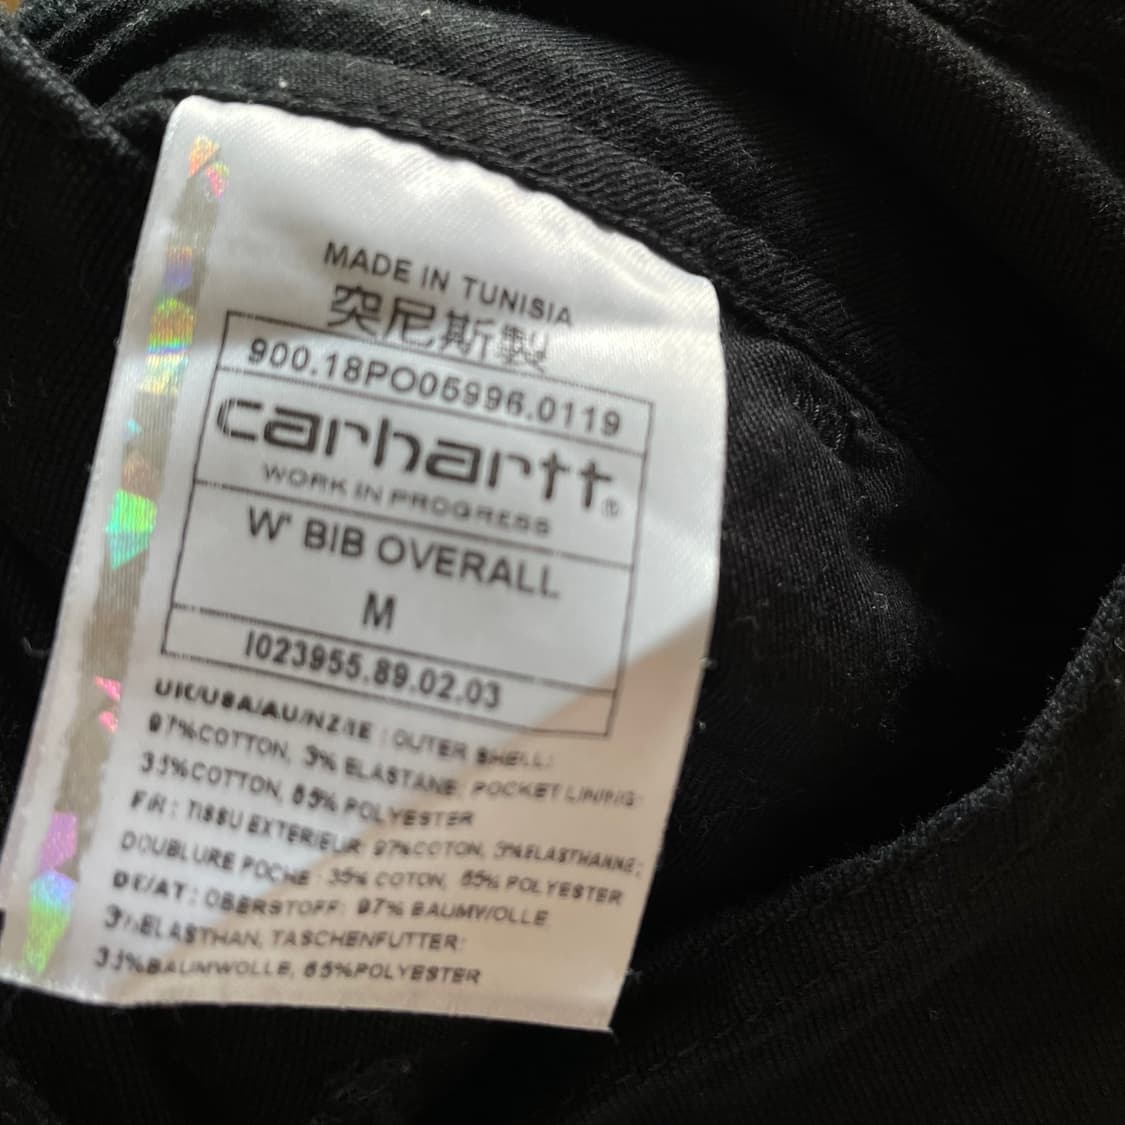 MADE IN TUNISIA
突尼斯製
900.18PO05996.0119
carhartt®
WORK IN PROGRESS
W' BIB OVERALL
M
I023955.89.02.03
UK/USA/AU/NZ/IE : OUTER SHELL:
97%COTTON, 3% ELASTANE; POCKET LINING:
35%COTTON, 65% POLYESTER
FR : TISSU EXTERIEUR: 97%COTON, 3%ELASTHANNE;
DOUBLURE POCHE : 35% COTON, 65% POLYESTER
DE/AT : OBERSTOFF: 97% BAUMWOLLE,
3%ELASTHAN, TASCHENFUTTER:
35%BAUMWOLLE, 65%POLYESTER